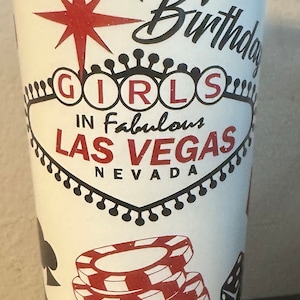 Birthday
GIRLS
IN Fabulous
LAS VEGAS
NEVADA